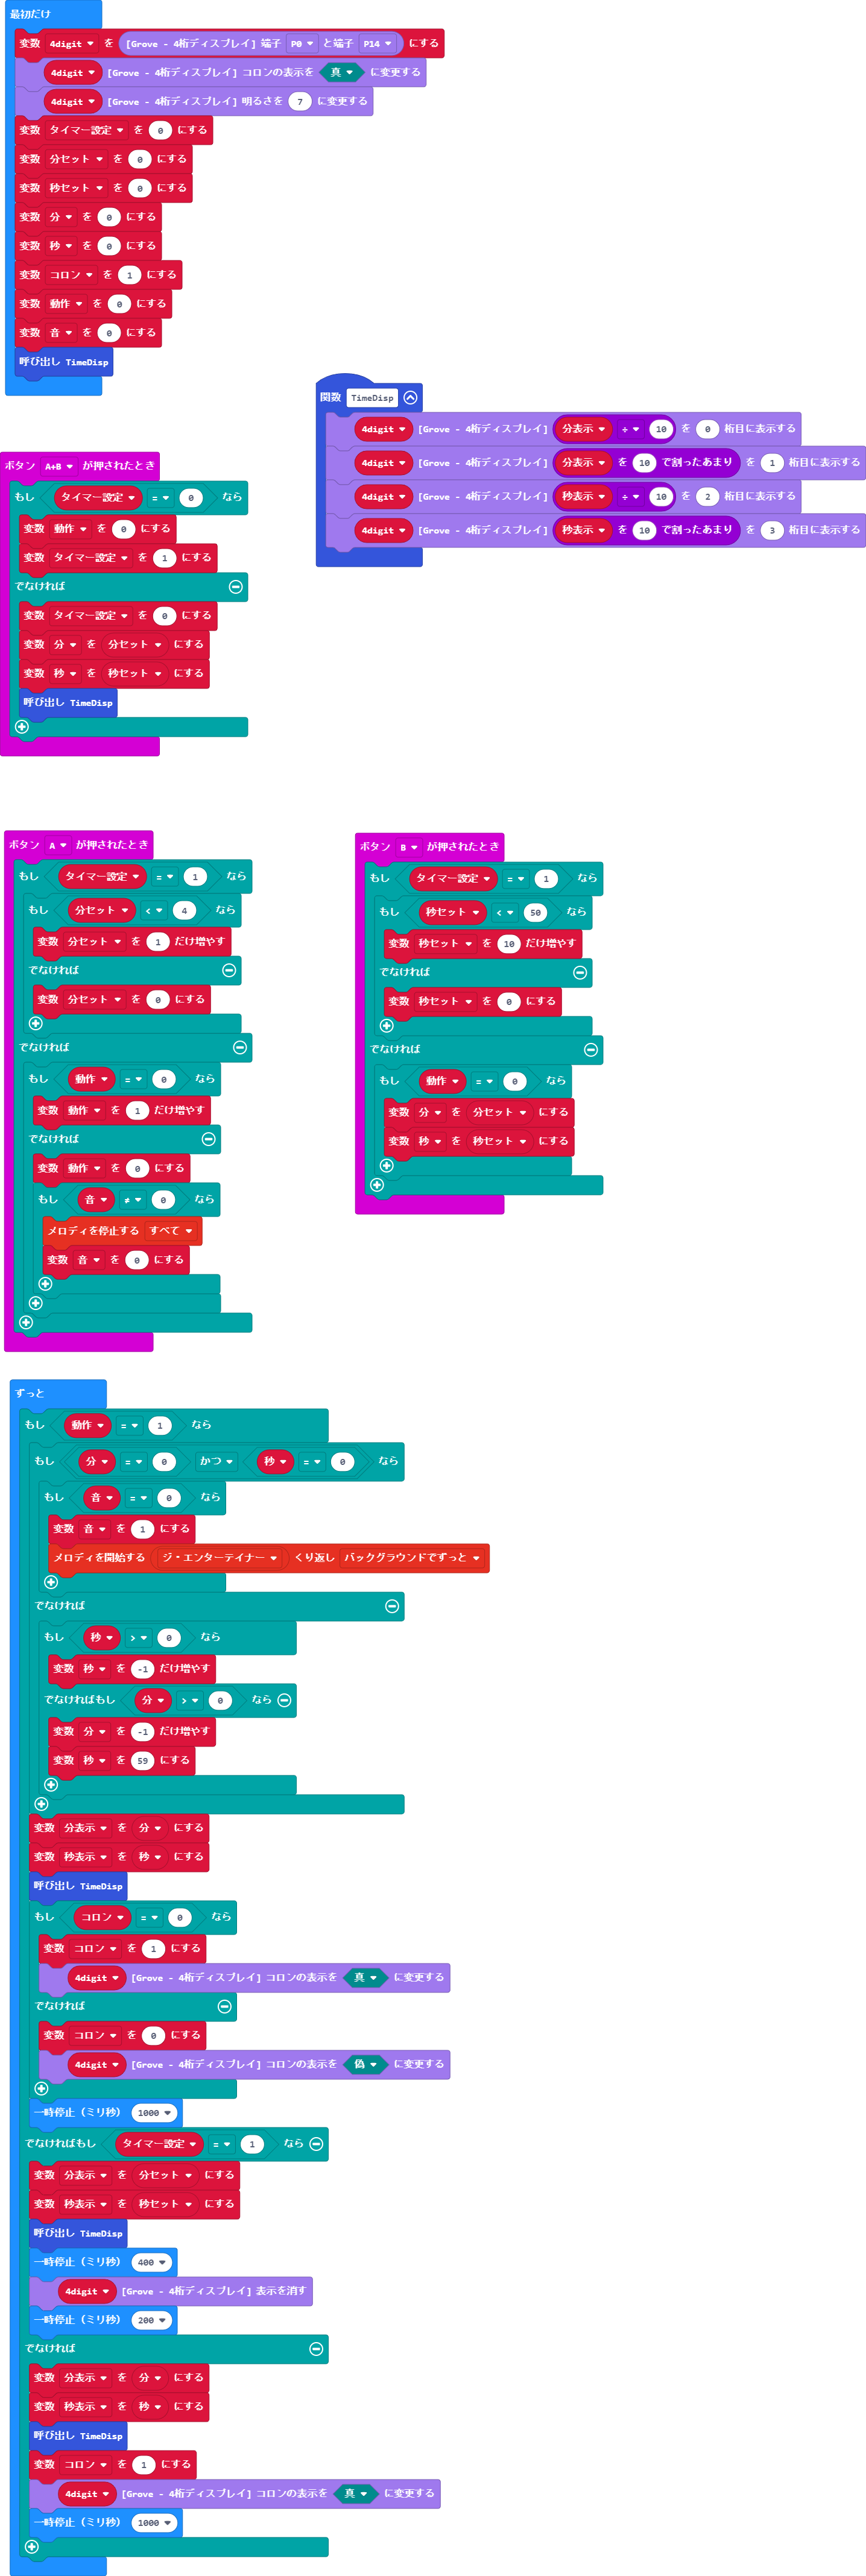 最初だけ
変数 4digit を [Grove - 4桁ディスプレイ] 端子 P0 と端子 P14 にする
4digit [Grove - 4桁ディスプレイ] コロンの表示を 真 に変更する
4digit [Grove - 4桁ディスプレイ] 明るさを 7 に変更する
変数 タイマー設定 を 0 にする
変数 分セット を 0 にする
変数 秒セット を 0 にする
変数 分 を 0 にする
変数 秒 を 0 にする
変数 コロン を 1 にする
変数 動作 を 0 にする
変数 音 を 0 にする
呼び出し TimeDisp
関数 TimeDisp
4digit [Grove - 4桁ディスプレイ] 分表示 ÷ 10 を 0 桁目に表示する
4digit [Grove - 4桁ディスプレイ] 分表示 を 10 で割ったあまり を 1 桁目に表示する
4digit [Grove - 4桁ディスプレイ] 秒表示 ÷ 10 を 2 桁目に表示する
4digit [Grove - 4桁ディスプレイ] 秒表示 を 10 で割ったあまり を 3 桁目に表示する
ボタン A+B が押されたとき
もし タイマー設定 = 0 なら
変数 動作 を 0 にする
変数 タイマー設定 を 1 にする
でなければ
変数 タイマー設定 を 0 にする
変数 分 を 分セット にする
変数 秒 を 秒セット にする
呼び出し TimeDisp
ボタン A が押されたとき
もし タイマー設定 = 1 なら
もし 分セット < 4 なら
変数 分セット を 1 だけ増やす
でなければ
変数 分セット を 0 にする
でなければ
もし 動作 = 0 なら
変数 動作 を 1 だけ増やす
でなければ
変数 動作 を 0 にする
もし 音 ≠ 0 なら
メロディを停止する すべて
変数 音 を 0 にする
ボタン B が押されたとき
もし タイマー設定 = 1 なら
もし 秒セット < 50 なら
変数 秒セット を 10 だけ増やす
でなければ
変数 秒セット を 0 にする
でなければ
もし 動作 = 0 なら
変数 分 を 分セット にする
変数 秒 を 秒セット にする
ずっと
もし 動作 = 1 なら
もし 分 = 0 かつ 秒 = 0 なら
もし 音 = 0 なら
変数 音 を 1 にする
メロディを開始する ジ・エンターテイナー くり返し バックグラウンドでずっと
でなければ
もし 秒 > 0 なら
変数 秒 を -1 だけ増やす
でなければもし 分 > 0 なら
変数 分 を -1 だけ増やす
変数 秒 を 59 にする
変数 分表示 を 分 にする
変数 秒表示 を 秒 にする
呼び出し TimeDisp
もし コロン = 0 なら
変数 コロン を 1 にする
4digit [Grove - 4桁ディスプレイ] コロンの表示を 真 に変更する
でなければ
変数 コロン を 0 にする
4digit [Grove - 4桁ディスプレイ] コロンの表示を 偽 に変更する
一時停止（ミリ秒） 1000
でなければもし タイマー設定 = 1 なら
変数 分表示 を 分セット にする
変数 秒表示 を 秒セット にする
呼び出し TimeDisp
一時停止（ミリ秒） 400
4digit [Grove - 4桁ディスプレイ] 表示を消す
一時停止（ミリ秒） 200
でなければ
変数 分表示 を 分 にする
変数 秒表示 を 秒 にする
呼び出し TimeDisp
変数 コロン を 1 にする
4digit [Grove - 4桁ディスプレイ] コロンの表示を 真 に変更する
一時停止（ミリ秒） 1000